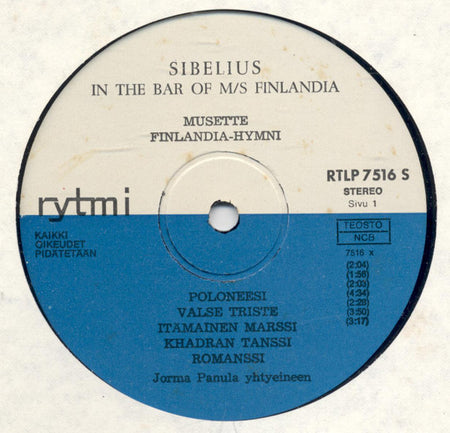 SIBELIUS
IN THE BAR OF M/S FINLANDIA
MUSETTE
FINLANDIA-HYMNI
RTLP 7516 S
STEREO
Sivu 1
rytmi
KAIKKI
OIKEUDET
PIDÄTETÄÄN
TEOSTO
NCB
7516 x
(2:04)
(1:56)
(2:03)
(4:34)
(2:28)
(3:50)
(3:17)
POLONEESI
VALSE TRISTE
ITÄMAINEN MARSSI
KHADRAN TANSSI
ROMANSSI
Jorma Panula yhtyeineen